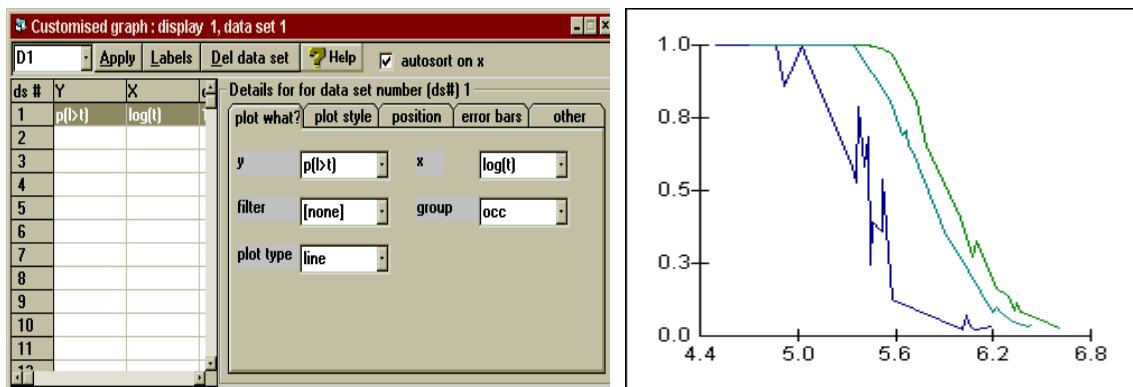 Customised graph : display 1, data set 1
D1 Apply Labels Del data set Help autosort on x
ds # Y X
Details for for data set number (ds#) 1
1 p(l>t) log(t) 1
plot what? plot style position error bars other
2
3
4
5
6
7
8
9
10
11
y p(l>t) x log(t)
filter [none] group occ
plot type line
1.0
0.8
0.5
0.3
0.0
4.4 5.0 5.6 6.2 6.8